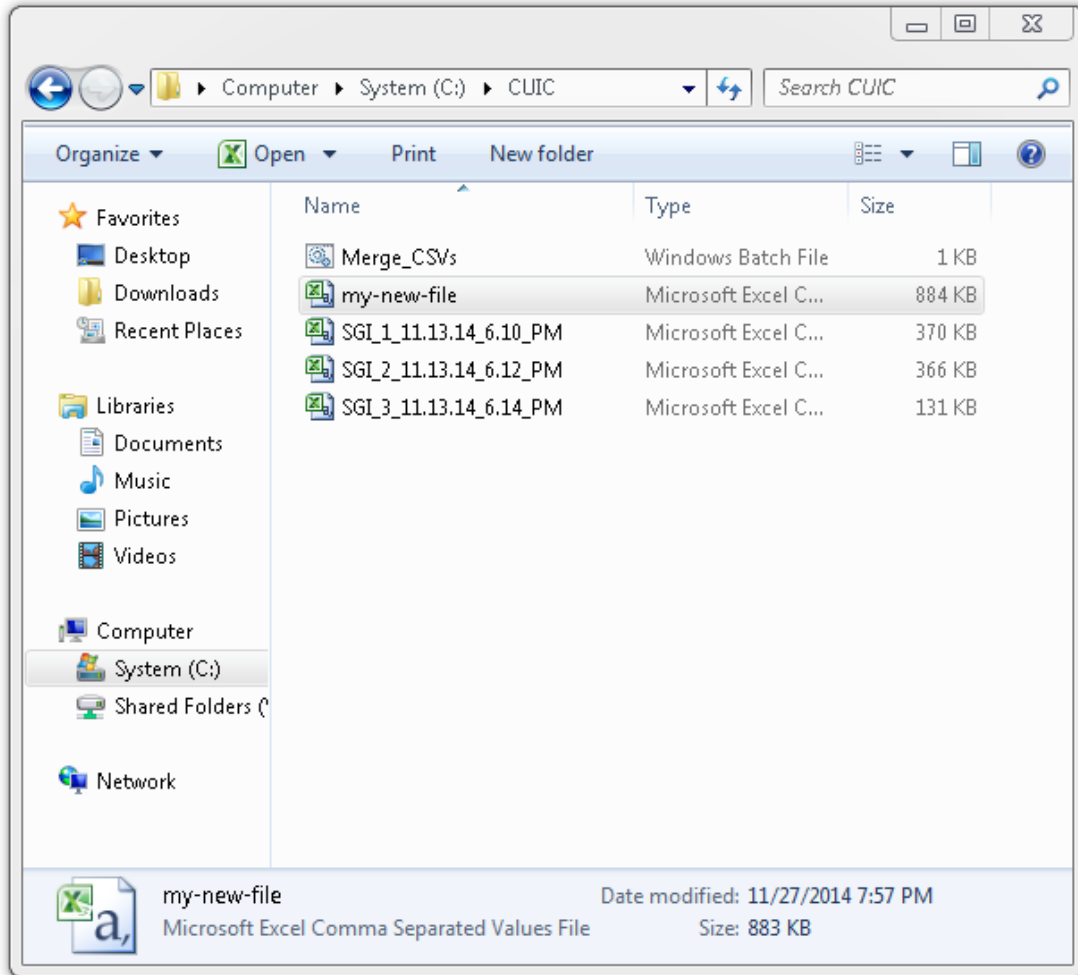 Computer System (C:) CUIC Search CUIC
Organize Open Print New folder
Name Type Size
Favorites
Desktop
Downloads
Recent Places
Libraries
Documents
Music
Pictures
Videos
Computer
System (C:)
Shared Folders ('
Network
Merge_CSVs Windows Batch File 1 KB
my-new-file Microsoft Excel C... 884 KB
SGI_1_11.13.14_6.10_PM Microsoft Excel C... 370 KB
SGI_2_11.13.14_6.12_PM Microsoft Excel C... 366 KB
SGI_3_11.13.14_6.14_PM Microsoft Excel C... 131 KB
my-new-file Date modified: 11/27/2014 7:57 PM
Microsoft Excel Comma Separated Values File Size: 883 KB